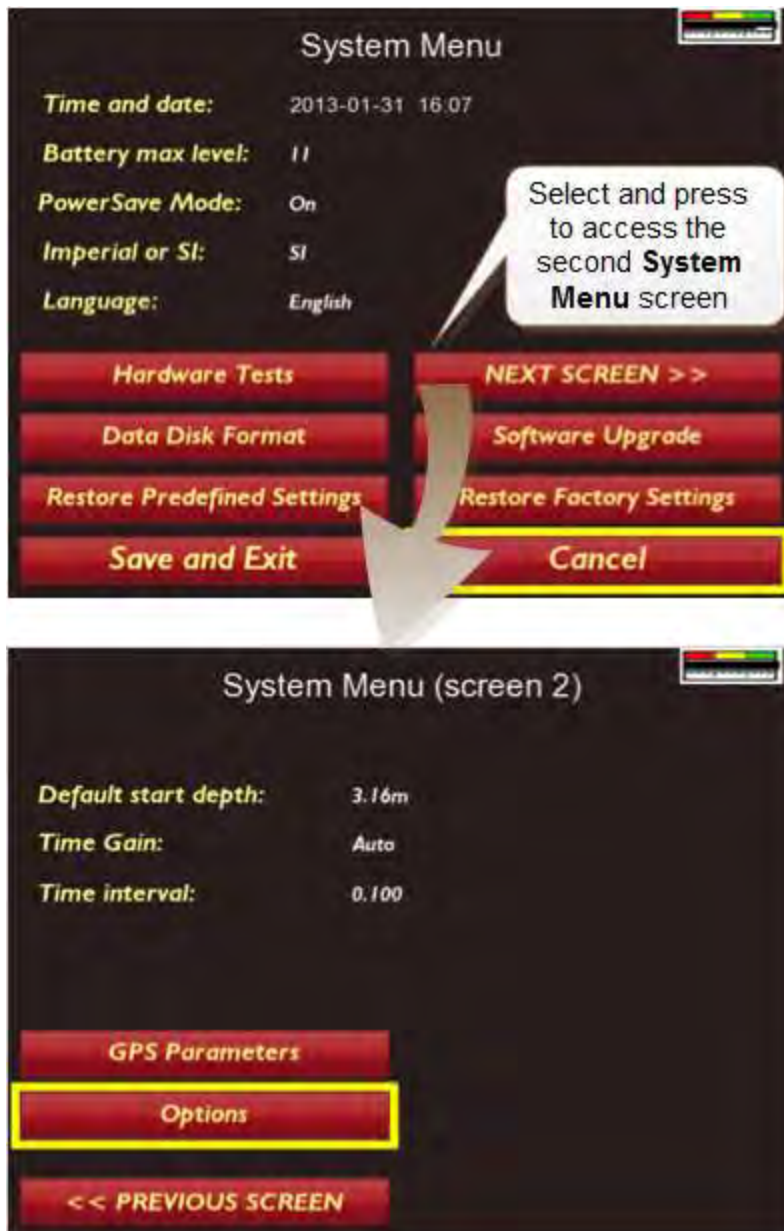 System Menu
Time and date: 2013-01-31 16:07
Battery max level: 11
PowerSave Mode: On
Imperial or SI: SI
Language: English
Select and press
to access the
second System
Menu screen
Hardware Tests NEXT SCREEN >>
Data Disk Format Software Upgrade
Restore Predefined Settings Restore Factory Settings
Save and Exit Cancel
System Menu (screen 2)
Default start depth: 3.16m
Time Gain: Auto
Time interval: 0.100
GPS Parameters
Options
<< PREVIOUS SCREEN